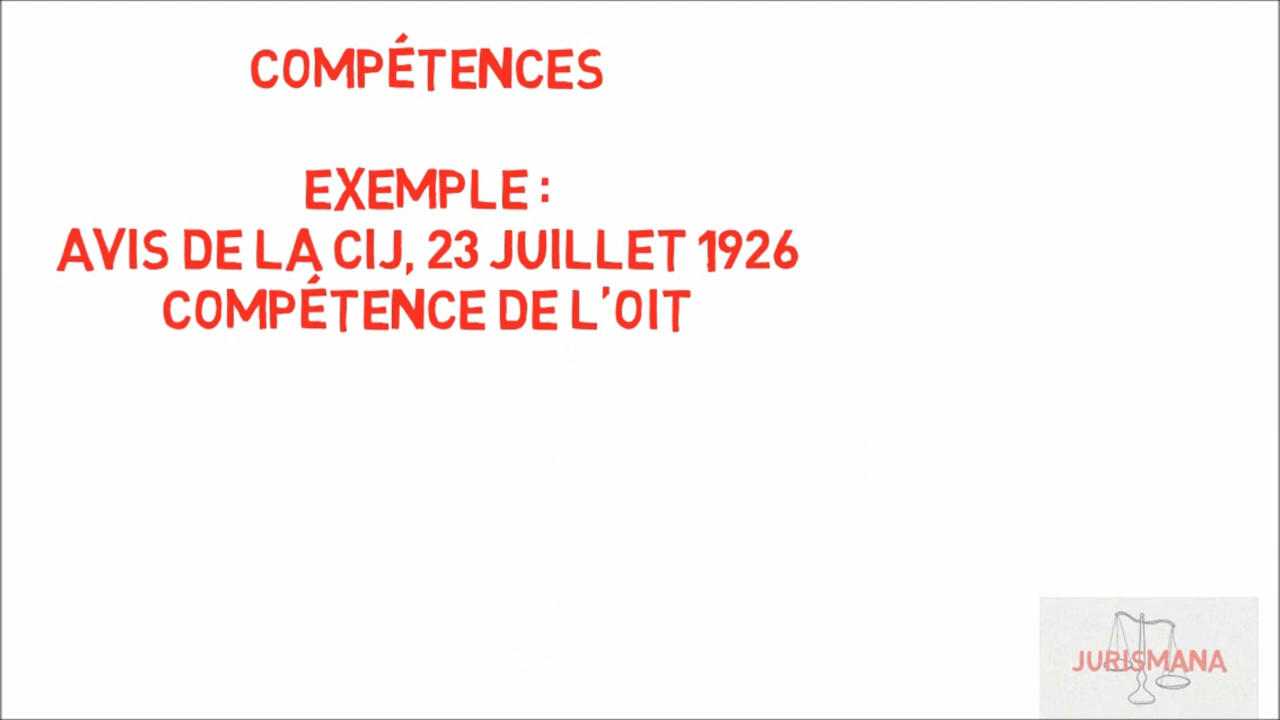 COMPÉTENCES
EXEMPLE :
AVIS DE LA CIJ, 23 JUILLET 1926
COMPÉTENCE DE L'OIT
JURISMANA